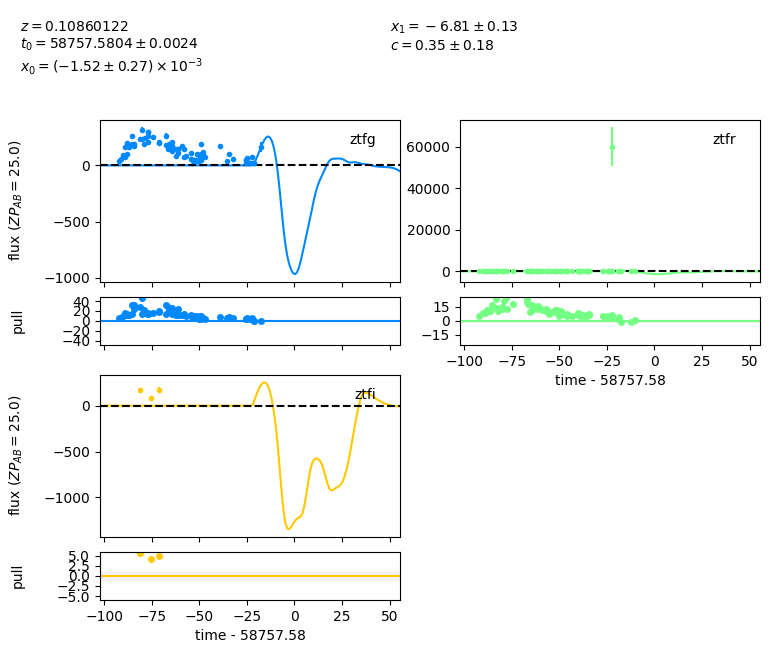 z = 0.10860122
t₀ = 58757.5804 ± 0.0024
x₀ = (−1.52 ± 0.27) × 10⁻³
x₁ = −6.81 ± 0.13
c = 0.35 ± 0.18
ztfg
flux (ZP_AB = 25.0)
0
−500
−1000
ztfr
60000
40000
20000
0
pull
40
20
0
−20
−40
15
0
−15
−100 −75 −50 −25 0 25 50
time - 58757.58
ztfi
flux (ZP_AB = 25.0)
0
−500
−1000
pull
5.0
2.5
0.0
−2.5
−5.0
−100 −75 −50 −25 0 25 50
time - 58757.58